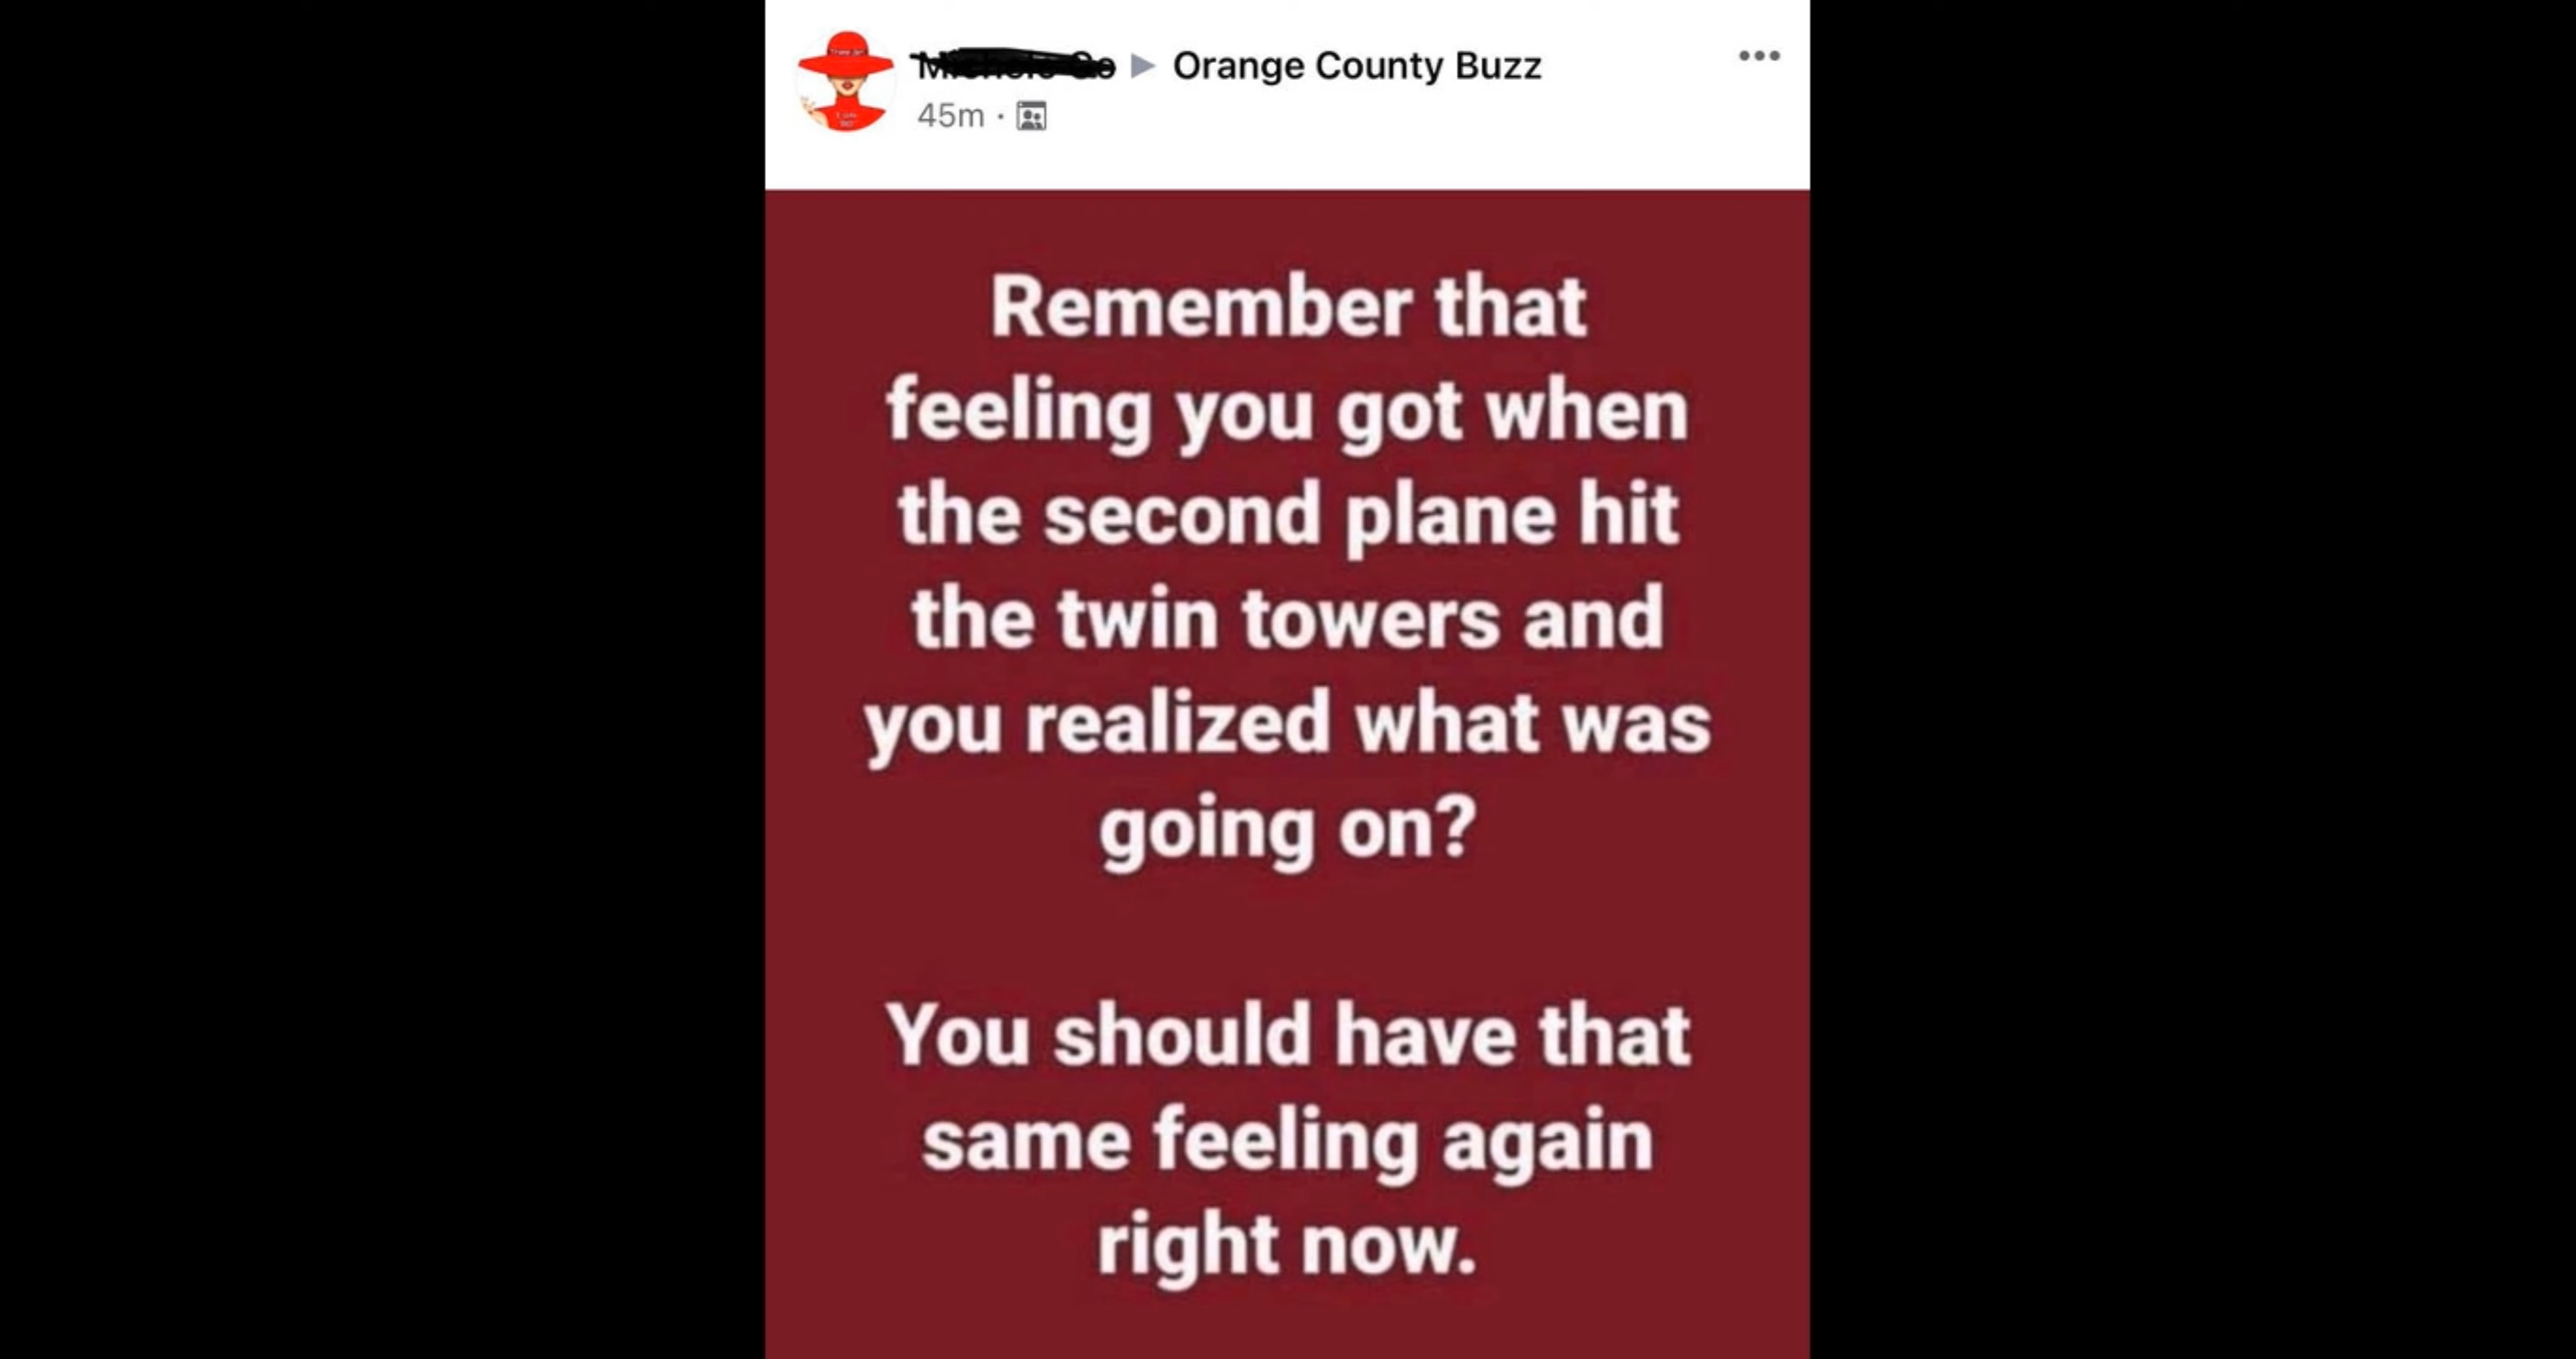 Orange County Buzz
45m ·
Remember that
feeling you got when
the second plane hit
the twin towers and
you realized what was
going on?
You should have that
same feeling again
right now.